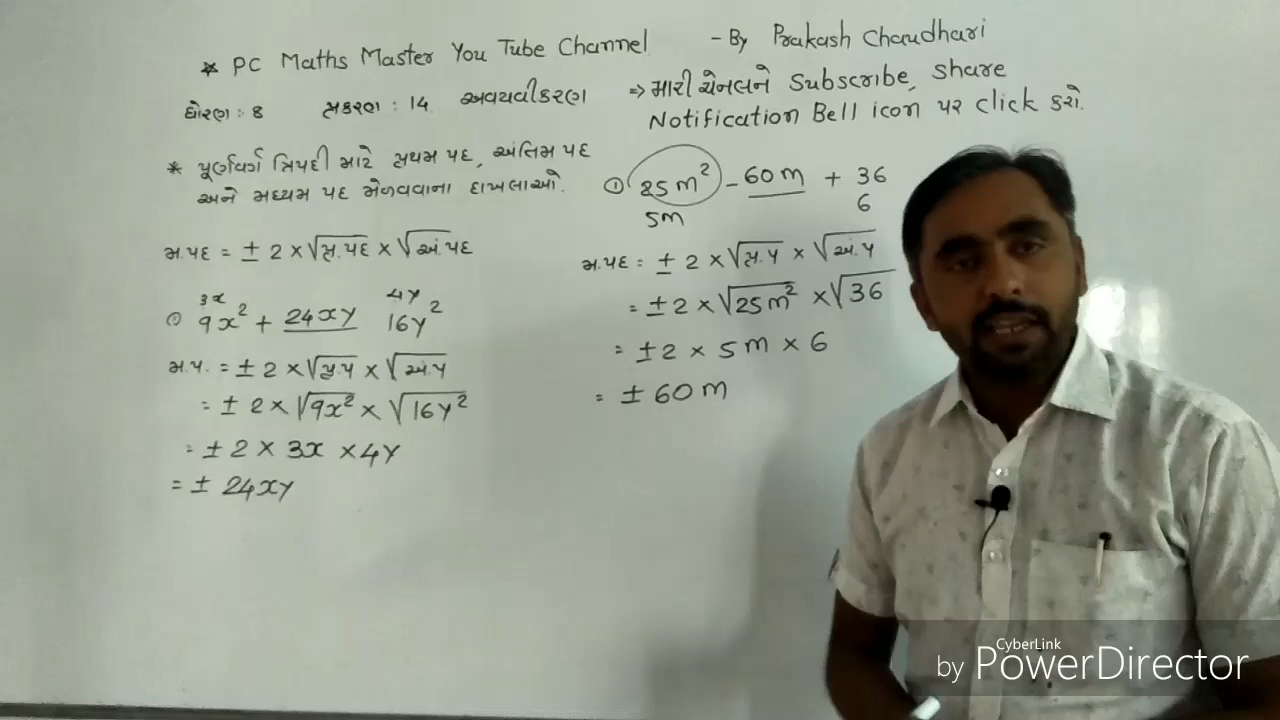 * PC Maths Master You Tube Channel - By Prakash Chaudhari
ધોરણ : 8 પ્રકરણ : 14 અવયવીકરણ ⇒ મારી ચેનલને Subscribe, Share
Notification Bell icon પર click કરો.
* પૂર્ણવર્ગ ત્રિપદી માટે પ્રથમ પદ, અંતિમ પદ
અને મધ્યમ પદ મેળવવાના દાખલાઓ.
મ.પદ = ± 2 × √પ્ર.પદ × √અં.પદ
3x 4y
① 9x² + 24xy 16y²
મ.પ. = ± 2 × √પ્ર.પ × √અં.પ
= ± 2 × √9x² × √16y²
= ± 2 × 3x × 4y
= ± 24xy
① 25m² - 60m + 36
5m 6
મ.પદ = ± 2 × √પ્ર.પ × √અં.પ
= ± 2 × √25m² × √36
= ± 2 × 5m × 6
= ± 60m
CyberLink
by PowerDirector